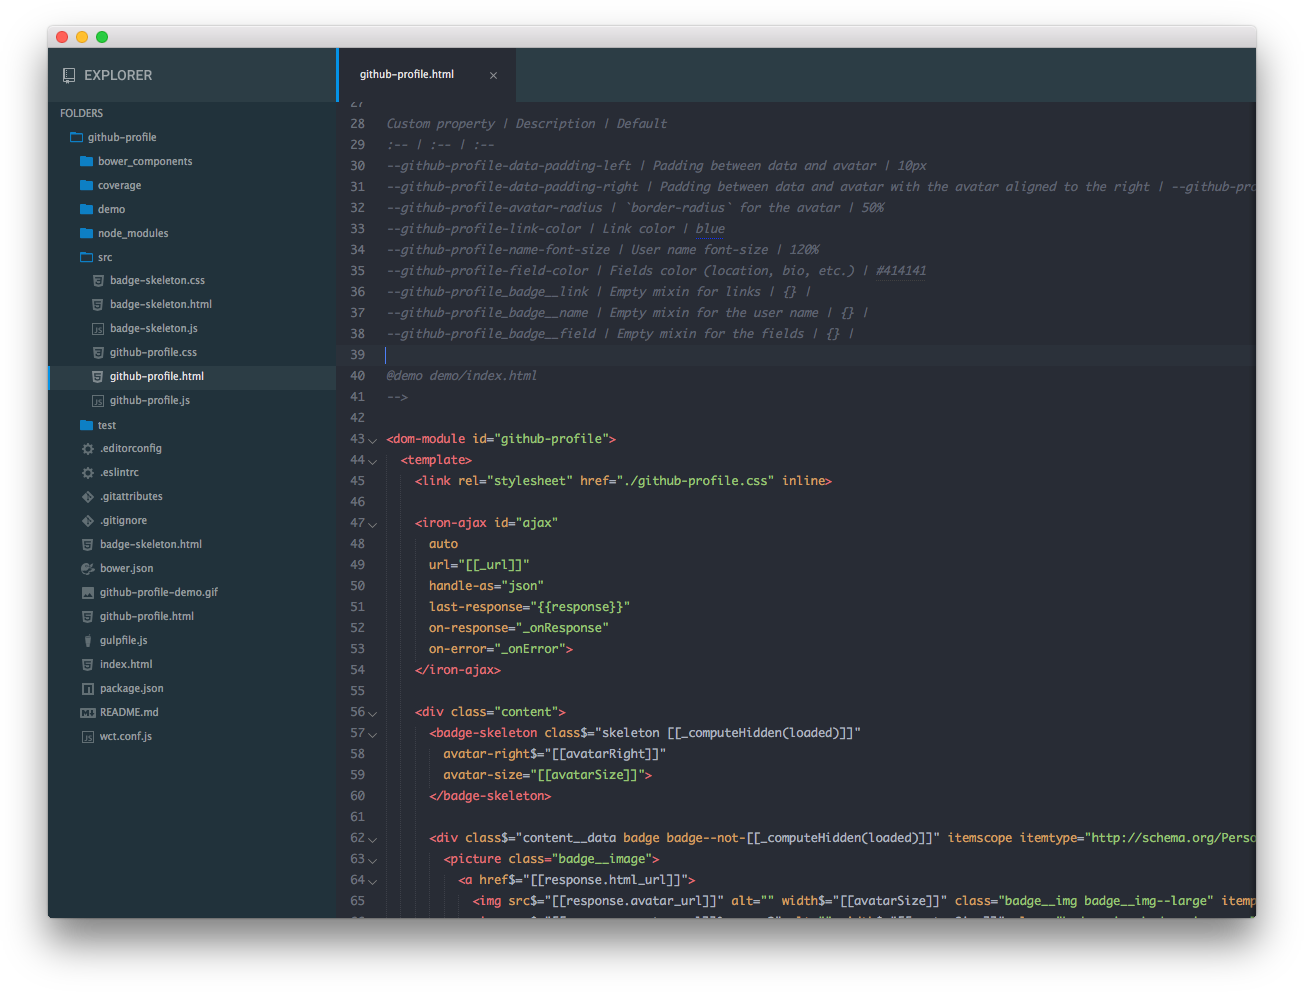 EXPLORER
FOLDERS
github-profile
bower_components
coverage
demo
node_modules
src
badge-skeleton.css
badge-skeleton.html
badge-skeleton.js
github-profile.css
github-profile.html
github-profile.js
test
.editorconfig
.eslintrc
.gitattributes
.gitignore
badge-skeleton.html
bower.json
github-profile-demo.gif
github-profile.html
gulpfile.js
index.html
package.json
README.md
wct.conf.js
github-profile.html ×
27
28 Custom property | Description | Default
29 :-- | :-- | :--
30 --github-profile-data-padding-left | Padding between data and avatar | 10px
31 --github-profile-data-padding-right | Padding between data and avatar with the avatar aligned to the right | --github-pro
32 --github-profile-avatar-radius | `border-radius` for the avatar | 50%
33 --github-profile-link-color | Link color | blue
34 --github-profile-name-font-size | User name font-size | 120%
35 --github-profile-field-color | Fields color (location, bio, etc.) | #414141
36 --github-profile_badge__link | Empty mixin for links | {} |
37 --github-profile_badge__name | Empty mixin for the user name | {} |
38 --github-profile_badge__field | Empty mixin for the fields | {} |
39
40 @demo demo/index.html
41 -->
42
43 <dom-module id="github-profile">
44 <template>
45 <link rel="stylesheet" href="./github-profile.css" inline>
46
47 <iron-ajax id="ajax"
48 auto
49 url="[[_url]]"
50 handle-as="json"
51 last-response="{{response}}"
52 on-response="_onResponse"
53 on-error="_onError">
54 </iron-ajax>
55
56 <div class="content">
57 <badge-skeleton class$="skeleton [[_computeHidden(loaded)]]"
58 avatar-right$="[[avatarRight]]"
59 avatar-size="[[avatarSize]]">
60 </badge-skeleton>
61
62 <div class$="content__data badge badge--not-[[_computeHidden(loaded)]]" itemscope itemtype="http://schema.org/Perso
63 <picture class="badge__image">
64 <a href$="[[response.html_url]]">
65 <img src$="[[response.avatar_url]]" alt="" width$="[[avatarSize]]" class="badge__img badge__img--large" itemp